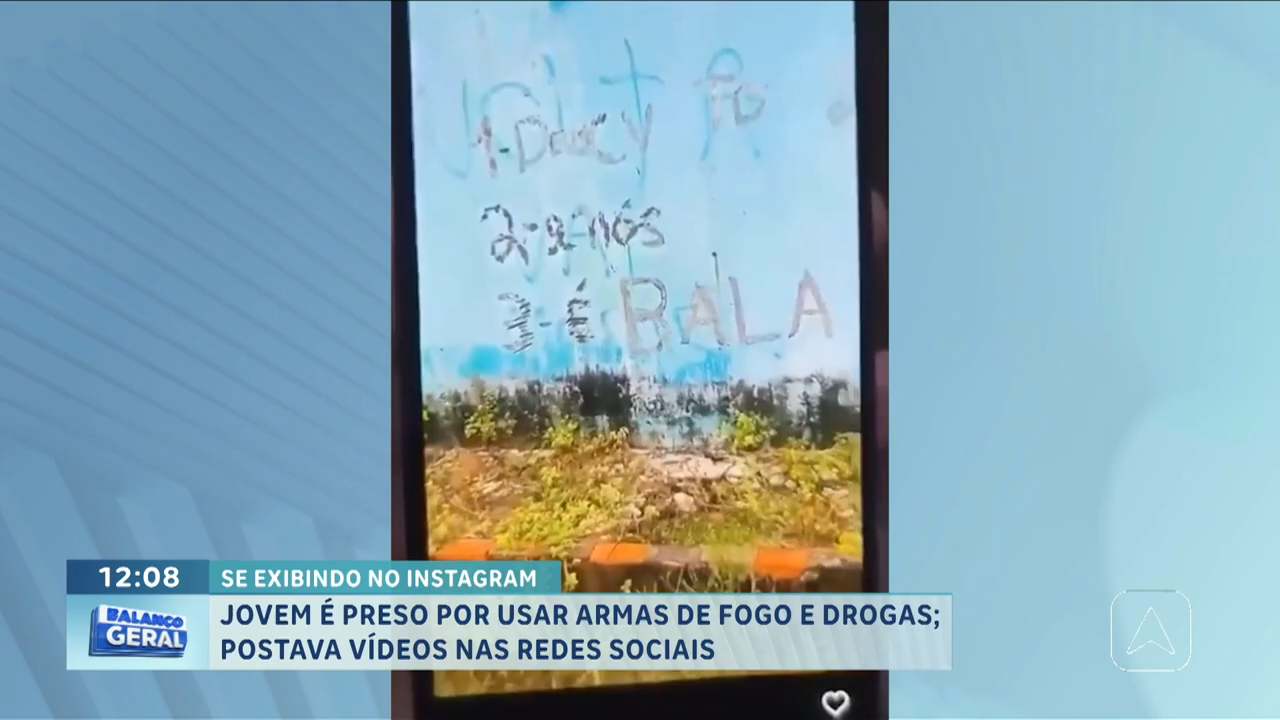 2-
nós
3-É BALA
12:08
SE EXIBINDO NO INSTAGRAM
BALANÇO
GERAL
JOVEM É PRESO POR USAR ARMAS DE FOGO E DROGAS;
POSTAVA VÍDEOS NAS REDES SOCIAIS